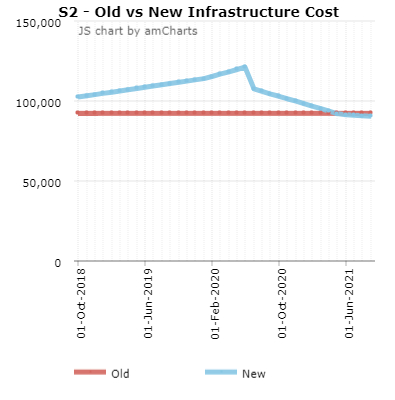 S2 - Old vs New Infrastructure Cost
JS chart by amCharts
150,000
100,000
50,000
0
01-Oct-2018
01-Jun-2019
01-Feb-2020
01-Oct-2020
01-Jun-2021
Old
New